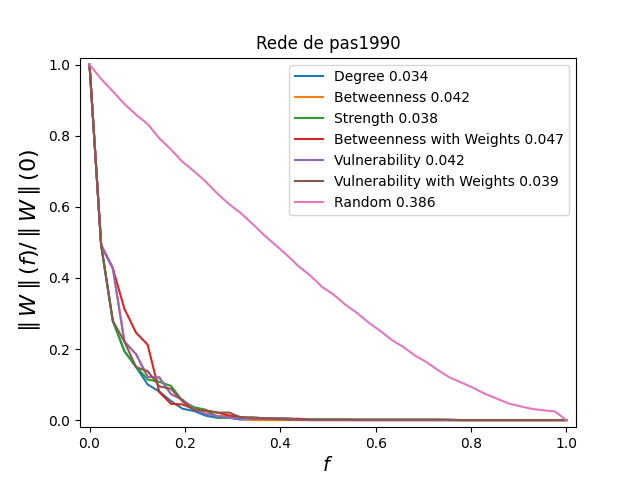 Rede de pas1990
Degree 0.034
Betweenness 0.042
Strength 0.038
Betweenness with Weights 0.047
Vulnerability 0.042
Vulnerability with Weights 0.039
Random 0.386
∥ W ∥ (f)/ ∥ W ∥ (0)
1.0
0.8
0.6
0.4
0.2
0.0
0.0 0.2 0.4 0.6 0.8 1.0
f